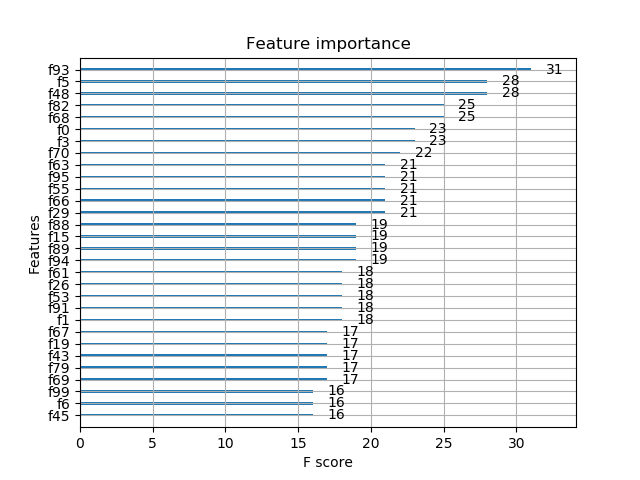 Feature importance
Features
f93 31
f5 28
f48 28
f82 25
f68 25
f0 23
f3 23
f70 22
f63 21
f95 21
f55 21
f66 21
f29 21
f88 19
f15 19
f89 19
f94 19
f61 18
f26 18
f53 18
f91 18
f1 18
f67 17
f19 17
f43 17
f79 17
f69 17
f99 16
f6 16
f45 16
0 5 10 15 20 25 30
F score